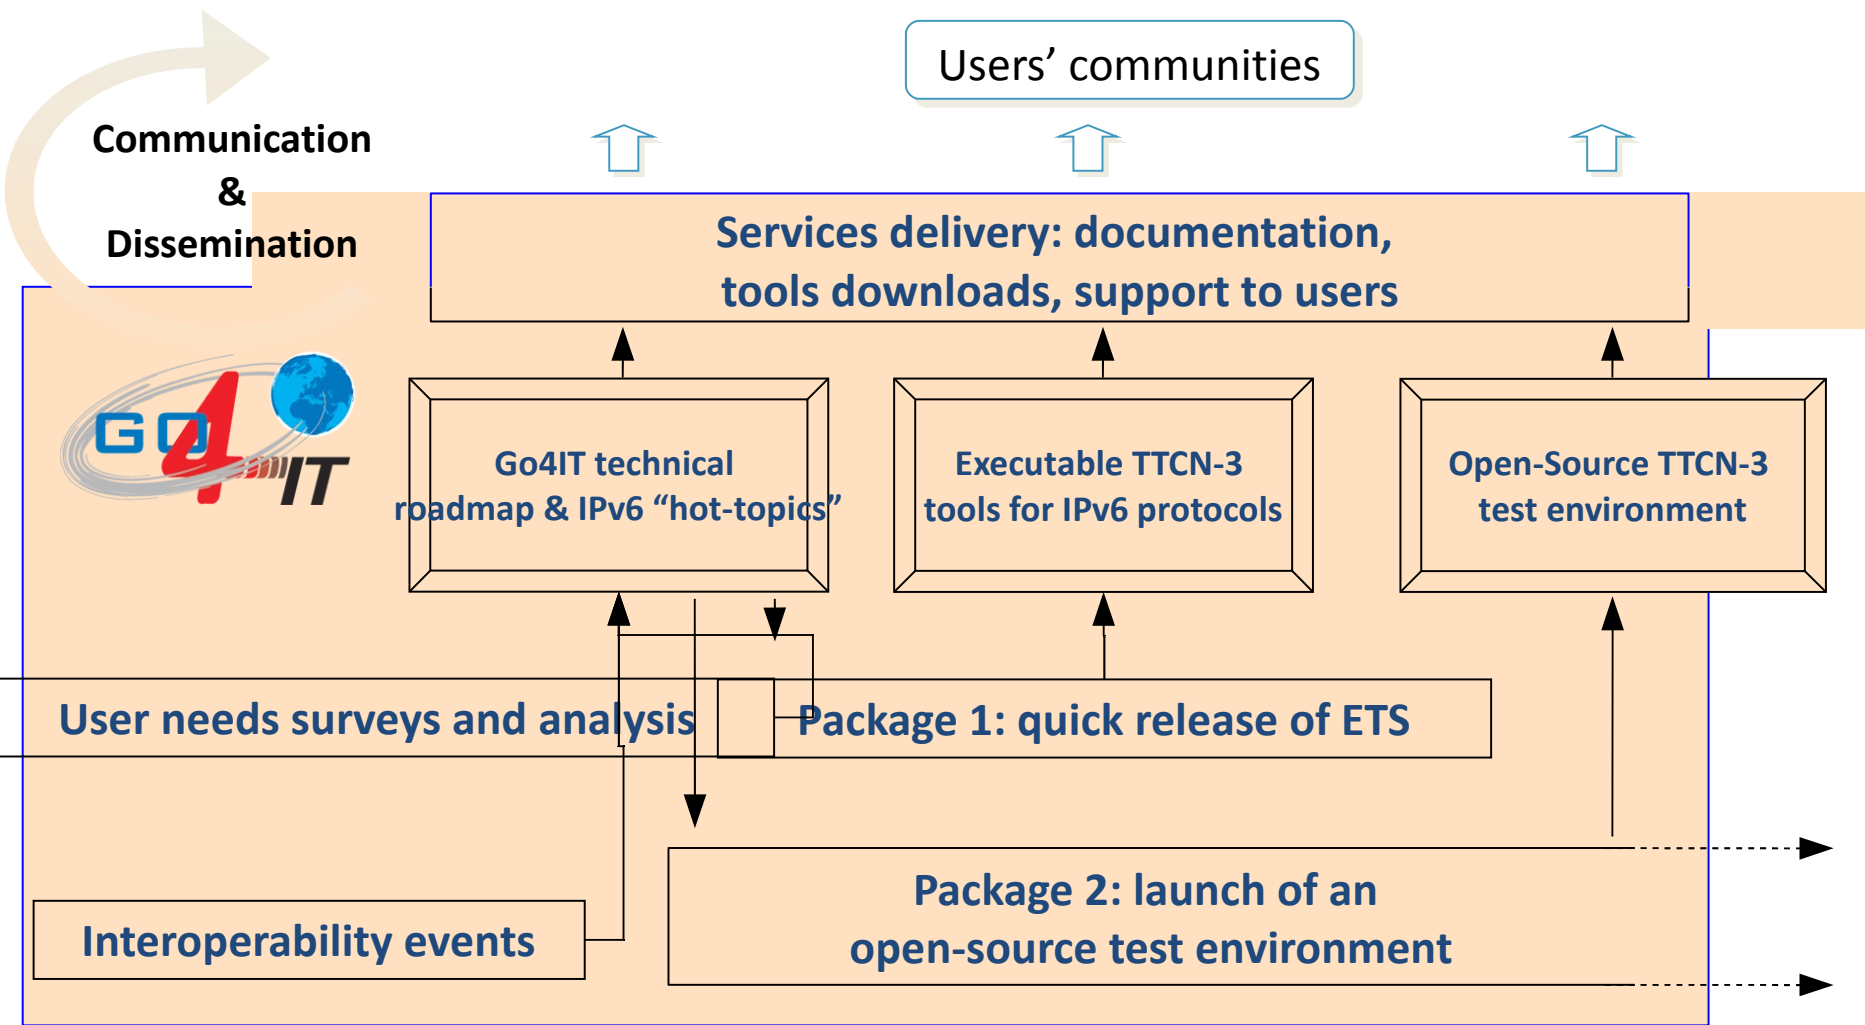 Users’ communities
Communication
&
Dissemination
Services delivery: documentation,
tools downloads, support to users
GO4IT
Go4IT technical
roadmap & IPv6 “hot-topics”
Executable TTCN-3
tools for IPv6 protocols
Open-Source TTCN-3
test environment
User needs surveys and analysis
Package 1: quick release of ETS
Package 2: launch of an
open-source test environment
Interoperability events